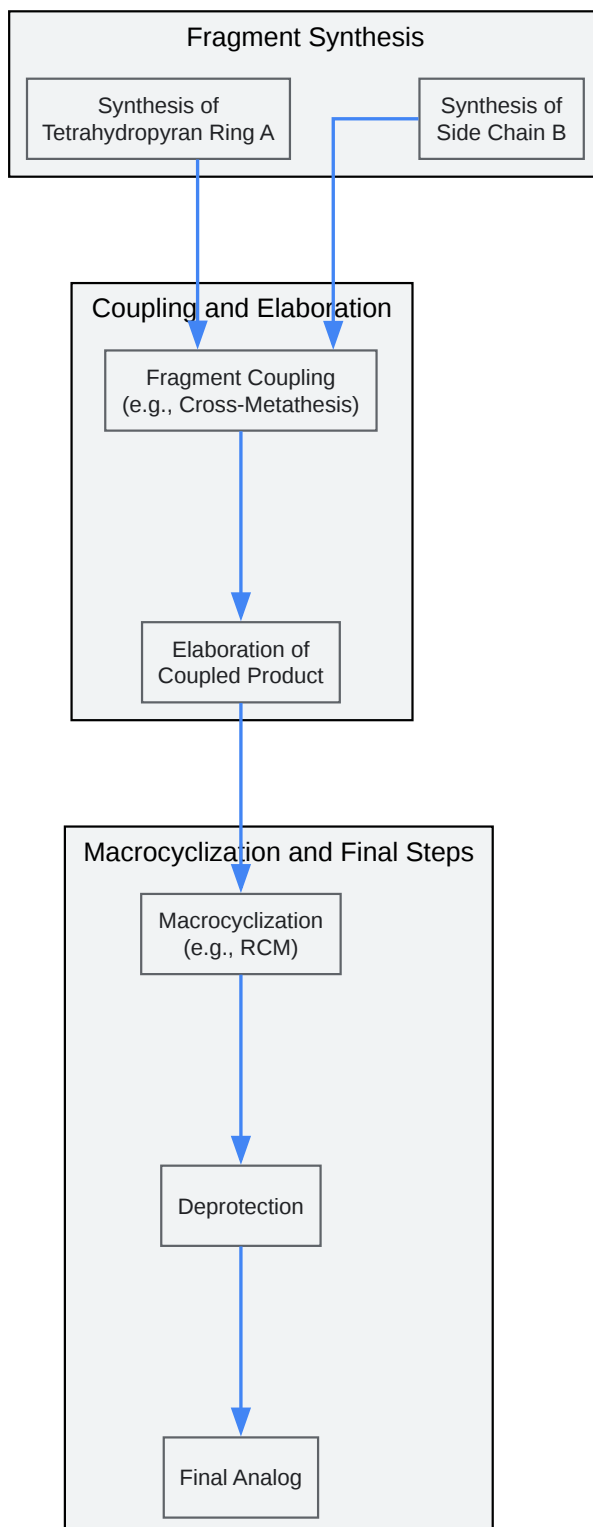 Fragment Synthesis
Synthesis of
Tetrahydropyran Ring A
Synthesis of
Side Chain B
Coupling and Elaboration
Fragment Coupling
(e.g., Cross-Metathesis)
Elaboration of
Coupled Product
Macrocyclization and Final Steps
Macrocyclization
(e.g., RCM)
Deprotection
Final Analog